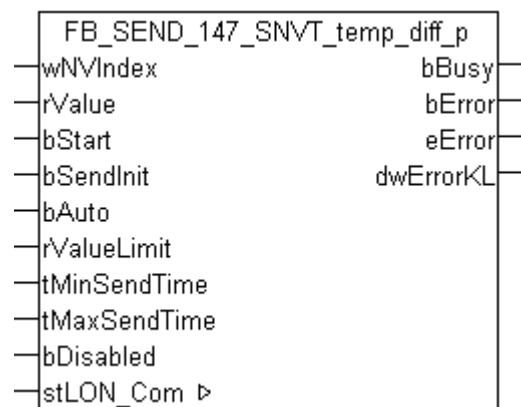 FB_SEND_147_SNVT_temp_diff_p
wNVIndex bBusy
rValue bError
bStart eError
bSendInit dwErrorKL
bAuto
rValueLimit
tMinSendTime
tMaxSendTime
bDisabled
stLON_Com ▷